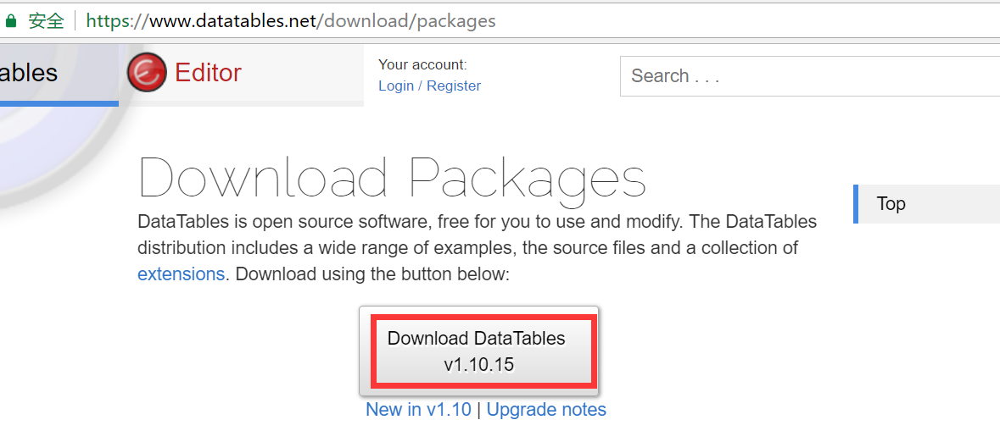 安全 https://www.datatables.net/download/packages
ables
Editor
Your account:
Login / Register
Search . . .
Download Packages
Top
DataTables is open source software, free for you to use and modify. The DataTables
distribution includes a wide range of examples, the source files and a collection of
extensions. Download using the button below:
Download DataTables
v1.10.15
New in v1.10 | Upgrade notes